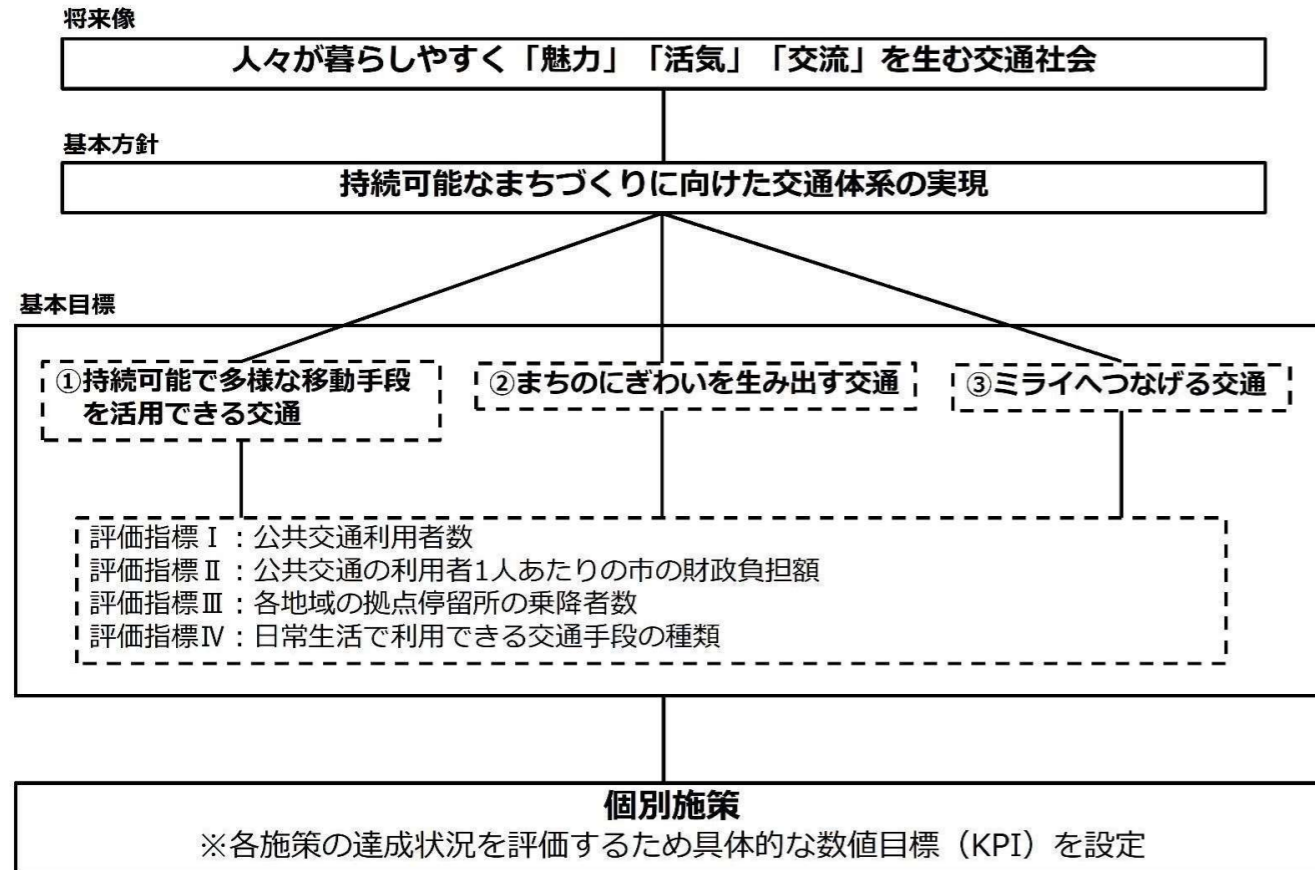 将来像
人々が暮らしやすく「魅力」「活気」「交流」を生む交通社会
基本方針
持続可能なまちづくりに向けた交通体系の実現
基本目標
①持続可能で多様な移動手段
を活用できる交通
②まちのにぎわいを生み出す交通
③ミライへつなげる交通
評価指標Ⅰ：公共交通利用者数
評価指標Ⅱ：公共交通の利用者1人あたりの市の財政負担額
評価指標Ⅲ：各地域の拠点停留所の乗降者数
評価指標Ⅳ：日常生活で利用できる交通手段の種類
個別施策
※各施策の達成状況を評価するため具体的な数値目標（KPI）を設定